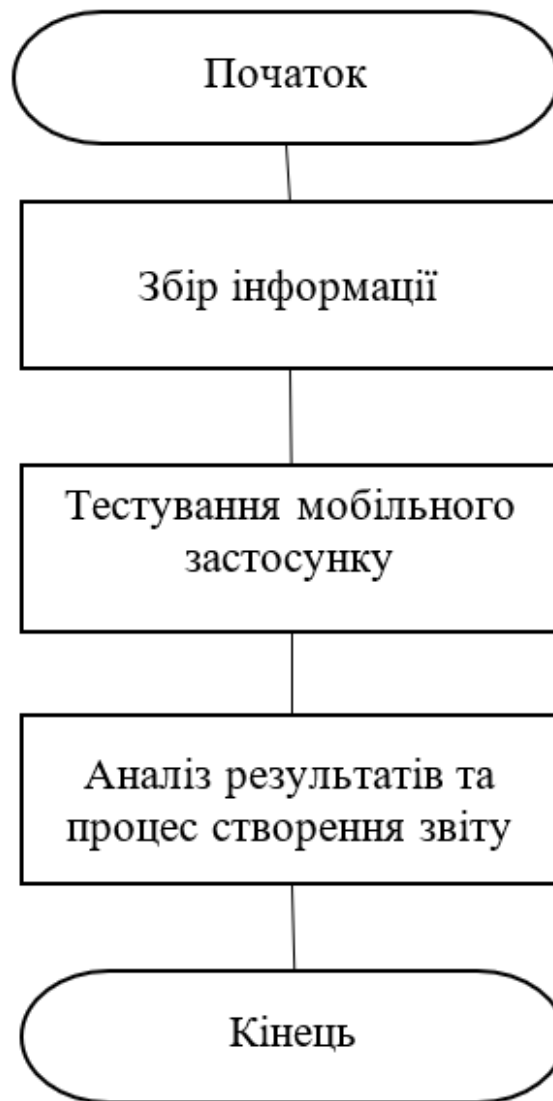 Початок
Збір інформації
Тестування мобільного
застосунку
Аналіз результатів та
процес створення звіту
Кінець